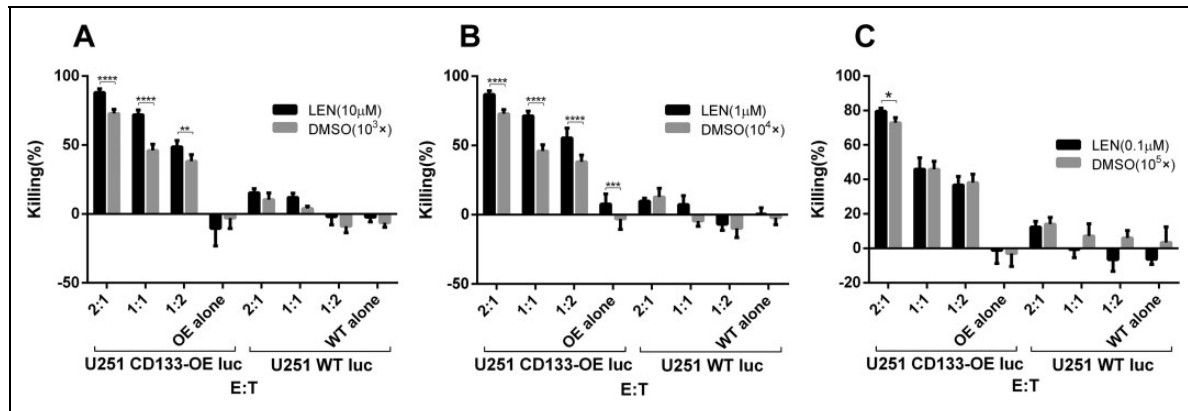 A
Killing(%)
100
50
0
-50
****
****
**
LEN(10μM)
DMSO(10³×)
2:1
1:1
1:2
OE alone
2:1
1:1
1:2
WT alone
U251 CD133-OE luc
U251 WT luc
E:T
B
Killing(%)
100
50
0
-50
****
****
****
***
LEN(1μM)
DMSO(10⁴×)
2:1
1:1
1:2
OE alone
2:1
1:1
1:2
WT alone
U251 CD133-OE luc
U251 WT luc
E:T
C
Killing(%)
100
80
60
40
20
0
-20
*
LEN(0.1μM)
DMSO(10⁵×)
2:1
1:1
1:2
OE alone
2:1
1:1
1:2
WT alone
U251 CD133-OE luc
U251 WT luc
E:T